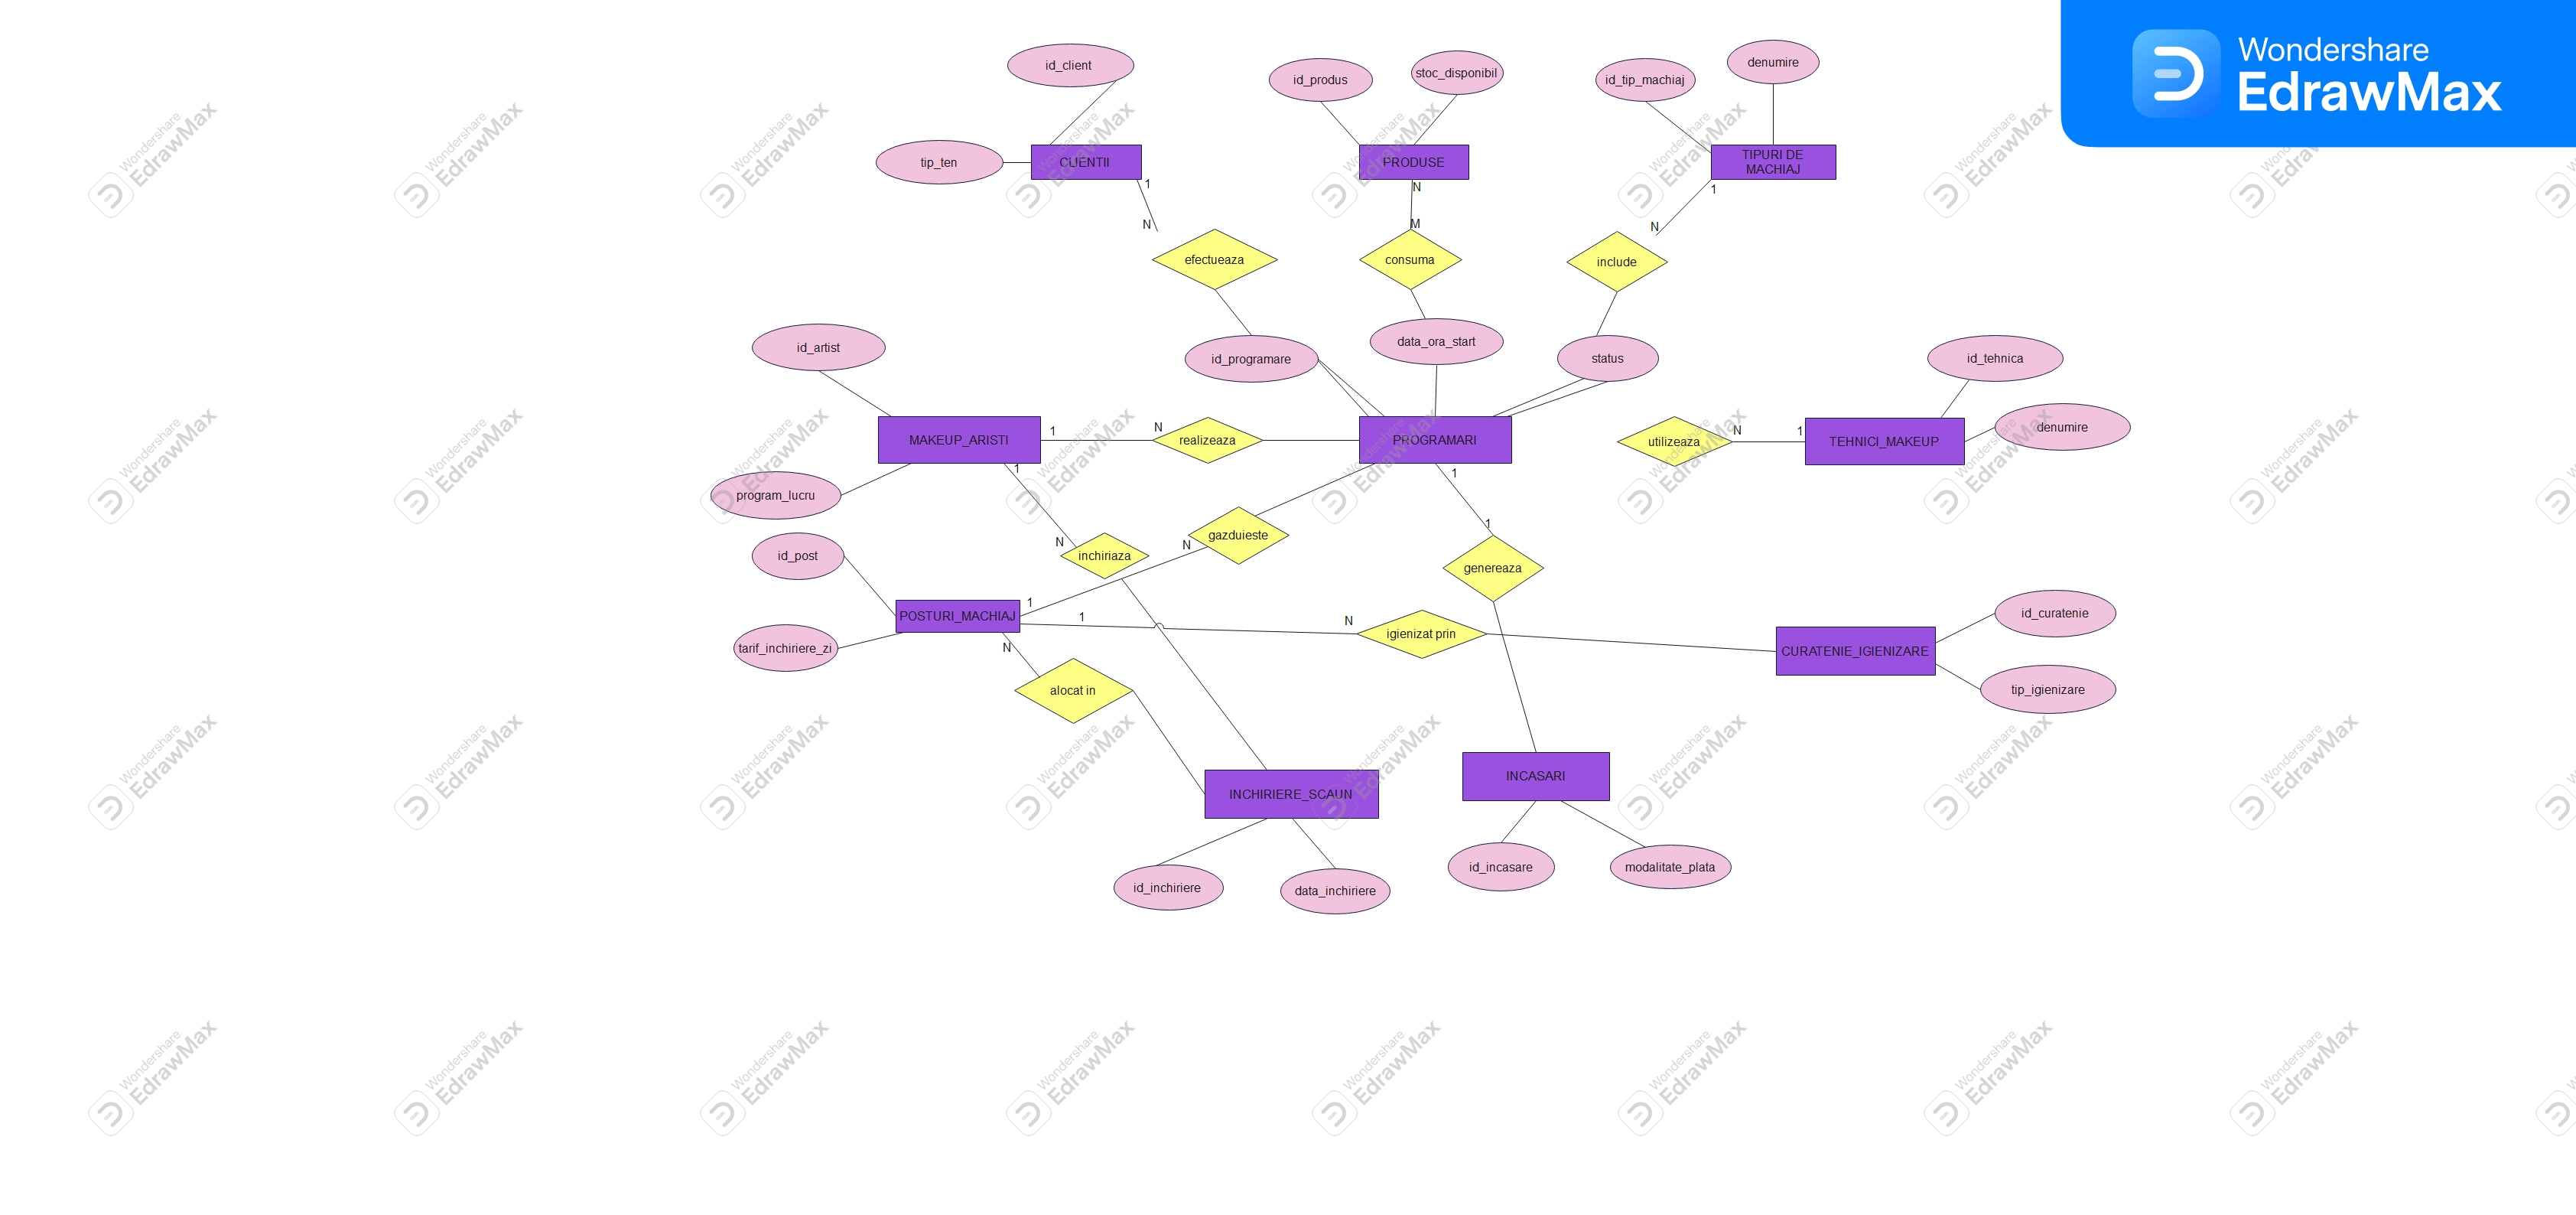 Wondershare
EdrawMax
id_client
id_produs
stoc_disponibil
id_tip_machiaj
denumire
tip_ten
CLIENTII
PRODUSE
TIPURI DE
MACHIAJ
1
N
1
N
M
N
efectueaza
consuma
include
id_artist
id_programare
data_ora_start
status
id_tehnica
MAKEUP_ARISTI
1
N
realizeaza
PROGRAMARI
utilizeaza
N
1
TEHNICI_MAKEUP
denumire
program_lucru
1
1
id_post
N
inchiriaza
N
gazduieste
1
genereaza
POSTURI_MACHIAJ
1
1
N
igienizat prin
id_curatenie
tarif_inchiriere_zi
N
CURATENIE_IGIENIZARE
alocat in
tip_igienizare
INCHIRIERE_SCAUN
INCASARI
id_inchiriere
data_inchiriere
id_incasare
modalitate_plata